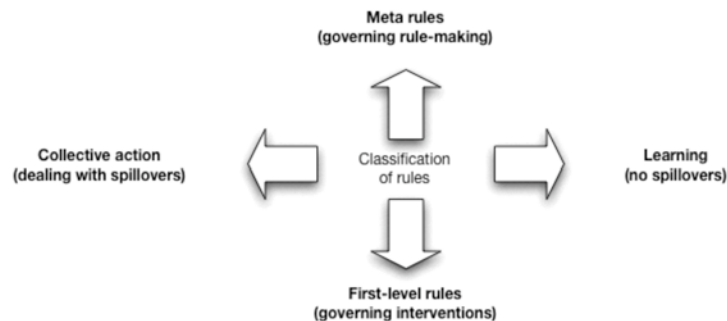 Meta rules
(governing rule-making)
Collective action
(dealing with spillovers)
Classification
of rules
Learning
(no spillovers)
First-level rules
(governing interventions)